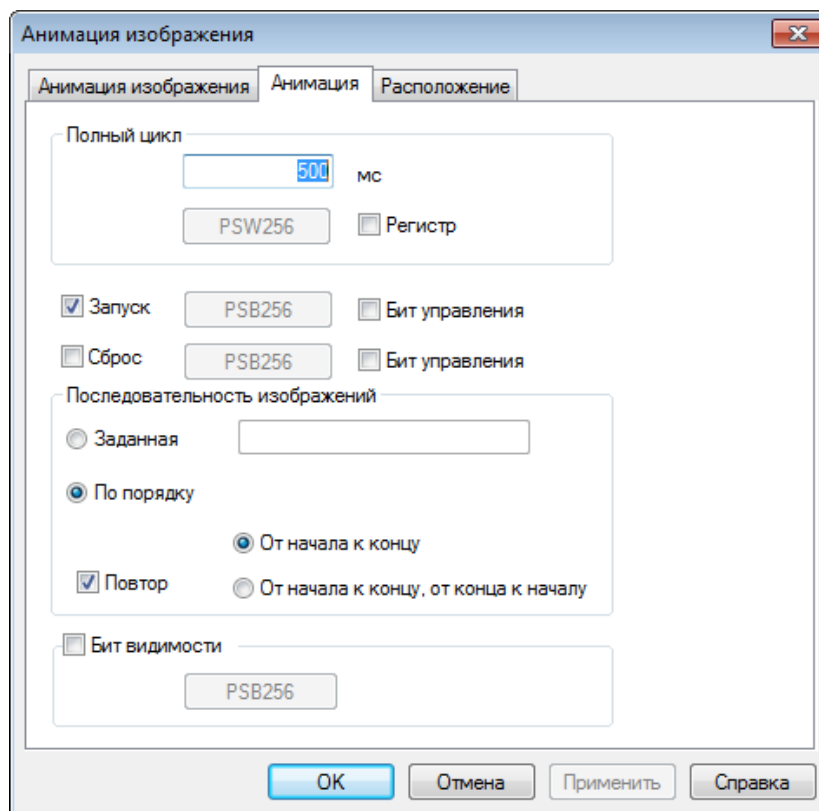 Анимация изображения
Анимация изображения Анимация Расположение
Полный цикл
500 мс
PSW256 Регистр
Запуск PSB256 Бит управления
Сброс PSB256 Бит управления
Последовательность изображений
Заданная
По порядку
От начала к концу
Повтор От начала к концу, от конца к началу
Бит видимости
PSB256
OK Отмена Применить Справка